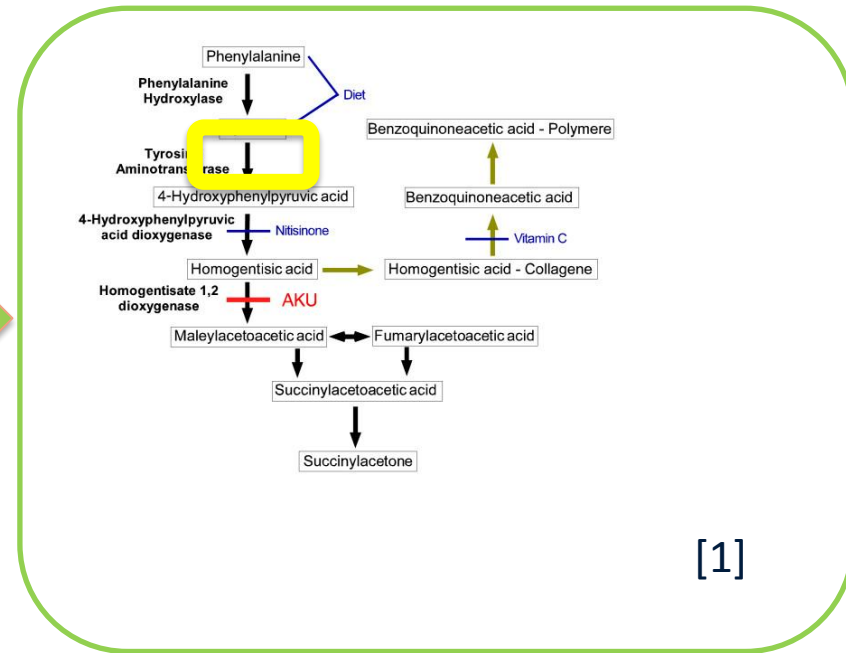 Phenylalanine
Phenylalanine
Hydroxylase
Diet
Benzoquinoneacetic acid - Polymere
4-Hydroxyphenylpyruvic acid
Benzoquinoneacetic acid
4-Hydroxyphenylpyruvic
acid dioxygenase
Nitisinone
Vitamin C
Homogentisic acid
Homogentisic acid - Collagene
Homogentisate 1,2
dioxygenase
AKU
Maleylacetoacetic acid
Fumarylacetoacetic acid
Succinylacetoacetic acid
Succinylacetone
[1]